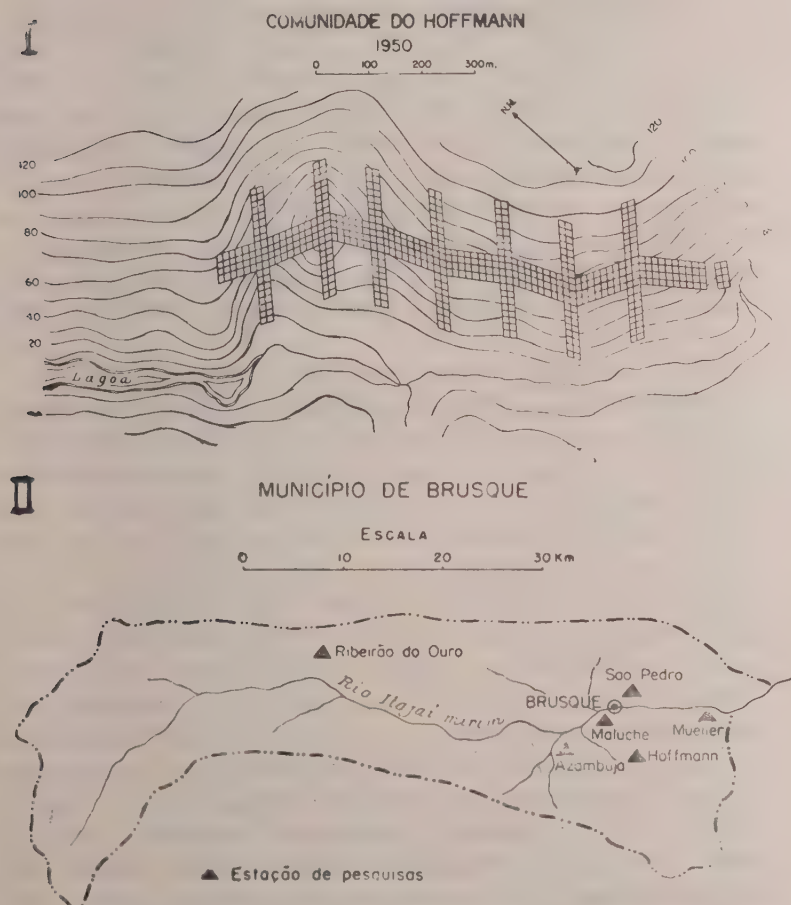 I
COMUNIDADE DO HOFFMANN
1950
0 100 200 300m.
NM
120
120
100
80
60
40
20
Lagoa
II
MUNICÍPIO DE BRUSQUE
ESCALA
0 10 20 30 Km
Ribeirão do Ouro
Rio Itajaí mirim
São Pedro
BRUSQUE
Maluche
Mueller
Azambuja
Hoffmann
Estação de pesquisas